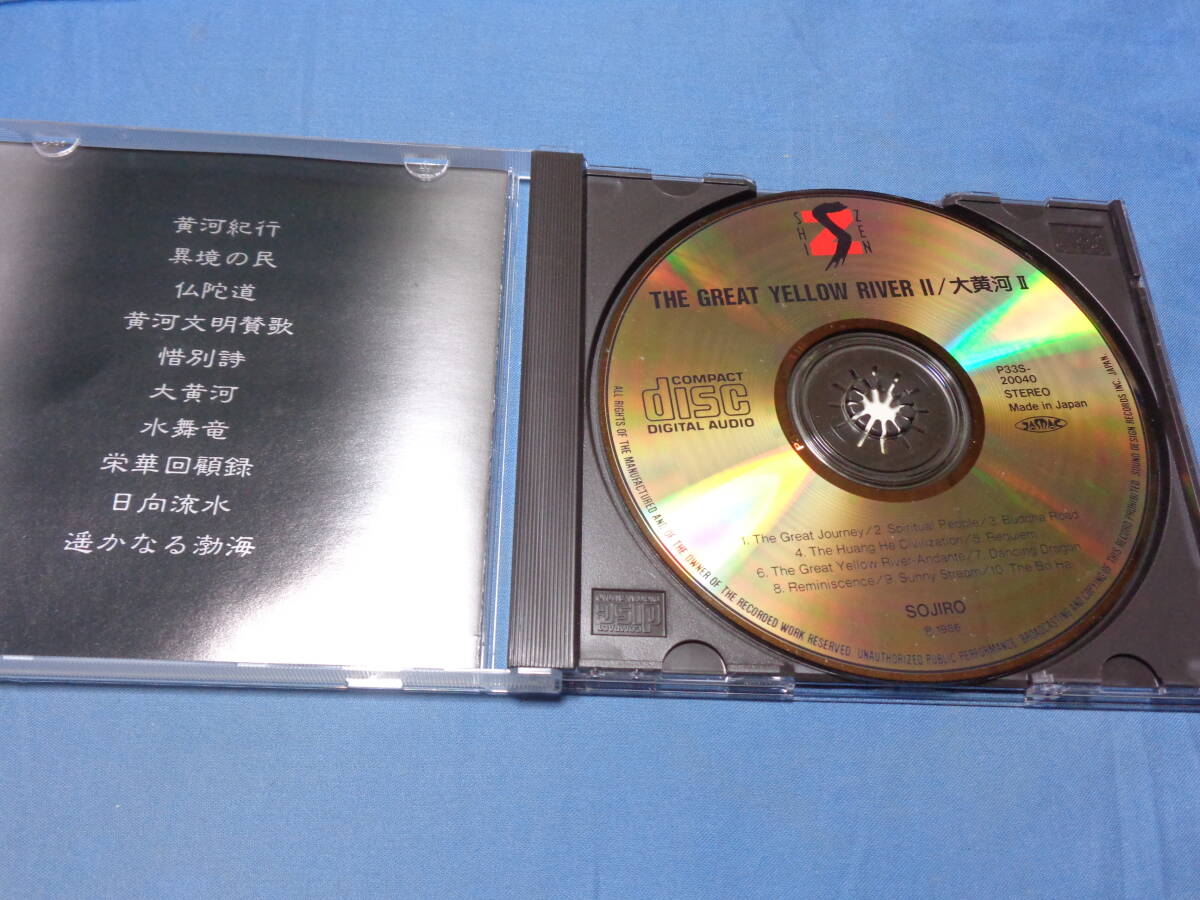 黄河紀行
異境の民
仏陀道
黄河文明賛歌
惜別詩
大黄河
水舞竜
栄華回顧録
日向流水
遥かなる渤海
SHI ZEN
THE GREAT YELLOW RIVER II/大黄河II
COMPACT
disc
DIGITAL AUDIO
P33S-
20040
STEREO
Made in Japan
JASRAC
1. The Great Journey/2. Spiritual People/3. Buddha Road
4. The Huang He Civilization/5. Requiem
6. The Great Yellow River-Andante/7. Dancing Dragon
8. Reminiscence/9. Sunny Stream/10. The Bo Hai
SOJIRO
℗ 1986
ALL RIGHTS OF THE MANUFACTURED AND OF THE OWNER OF THE RECORDED WORK RESERVED. UNAUTHORIZED PUBLIC PERFORMANCE, BROADCASTING AND COPYING OF THIS RECORD PROHIBITED. SOUND DESIGN RECORDS INC. JAPAN.